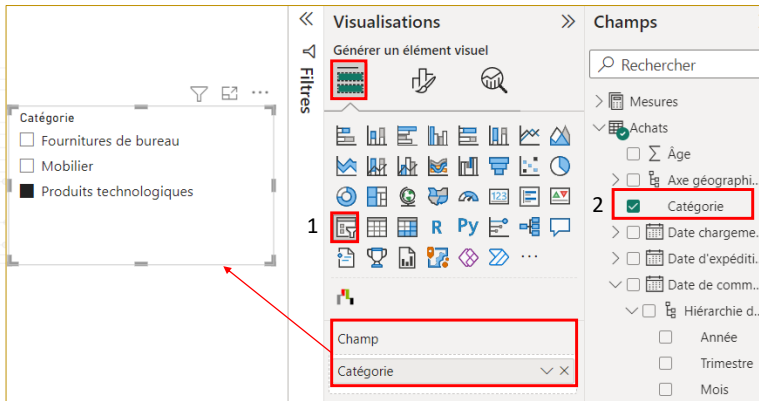 Catégorie
Fournitures de bureau
Mobilier
Produits technologiques
Filtres
Visualisations
Générer un élément visuel
123
R
Py
1
Champ
Catégorie
Champs
Rechercher
Mesures
Achats
Âge
Axe géographi...
2
Catégorie
Date chargeme...
Date d'expéditi...
Date de comm...
Hiérarchie d...
Année
Trimestre
Mois